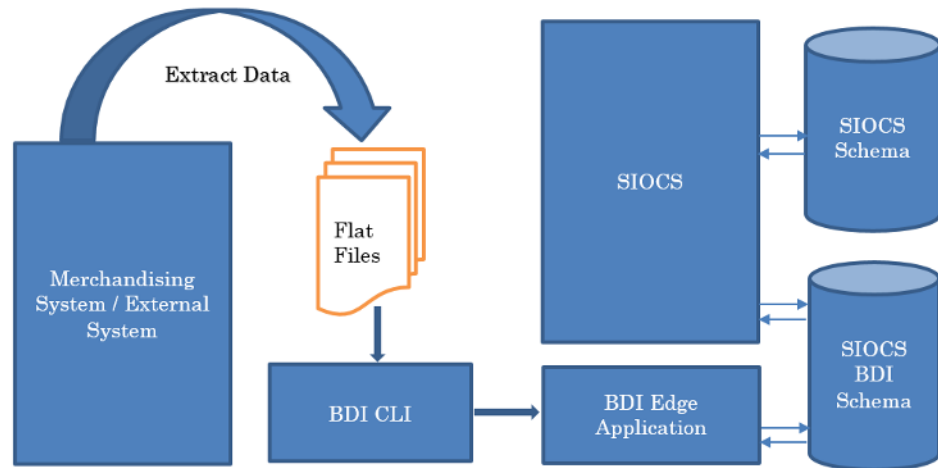 Extract Data
Merchandising
System / External
System
Flat
Files
BDI CLI
SIOCS
BDI Edge
Application
SIOCS
Schema
SIOCS
BDI
Schema